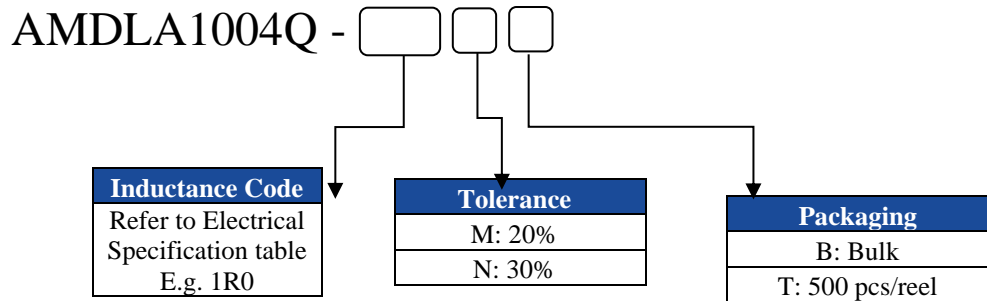 AMDLA1004Q -
Inductance Code
Refer to Electrical
Specification table
E.g. 1R0
Tolerance
M: 20%
N: 30%
Packaging
B: Bulk
T: 500 pcs/reel